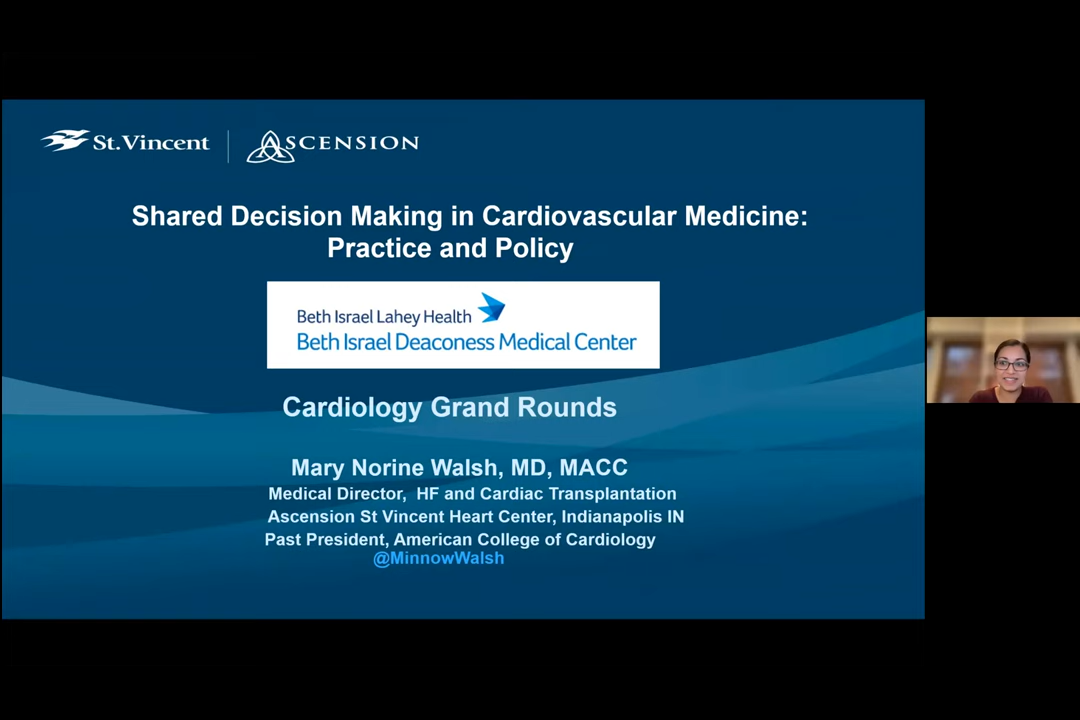 St.Vincent | ASCENSION
Shared Decision Making in Cardiovascular Medicine:
Practice and Policy
Beth Israel Lahey Health
Beth Israel Deaconess Medical Center
Cardiology Grand Rounds
Mary Norine Walsh, MD, MACC
Medical Director, HF and Cardiac Transplantation
Ascension St Vincent Heart Center, Indianapolis IN
Past President, American College of Cardiology
@MinnowWalsh